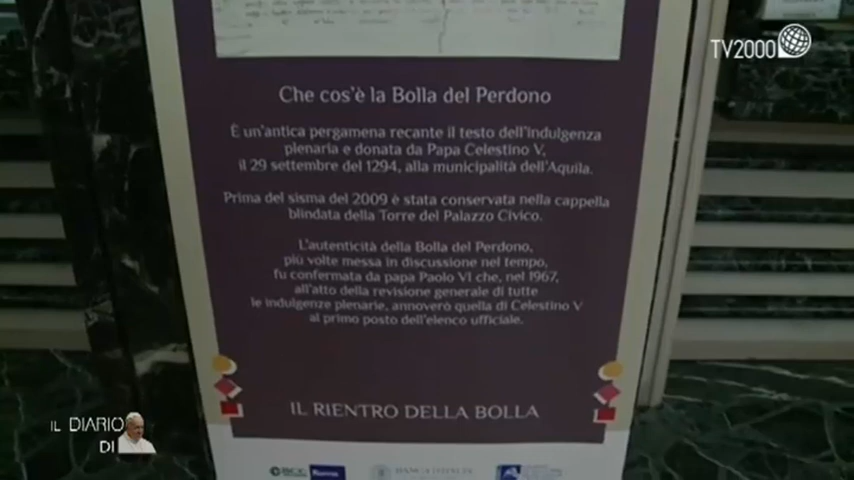 TV2000
Che cos'è la Bolla del Perdono
È un'antica pergamena recante il testo dell'indulgenza
plenaria e donata da Papa Celestino V,
il 29 settembre del 1294, alla municipalità dell'Aquila.
Prima del sisma del 2009 è stata conservata nella cappella
blindata della Torre del Palazzo Civico.
L'autenticità della Bolla del Perdono,
più volte messa in discussione nel tempo,
fu confermata da papa Paolo VI che, nel 1967,
all'atto della revisione generale di tutte
le indulgenze plenarie, annoverò quella di Celestino V
al primo posto dell'elenco ufficiale.
IL RIENTRO DELLA BOLLA
BCC
BANCA D'ITALIA
IL DIARIO
DI